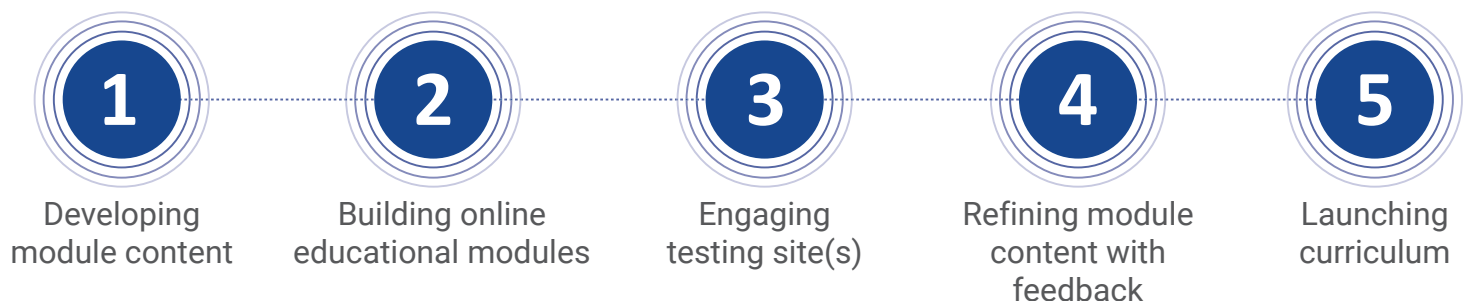 1
2
3
4
5
Developing
module content
Building online
educational modules
Engaging
testing site(s)
Refining module
content with
feedback
Launching
curriculum